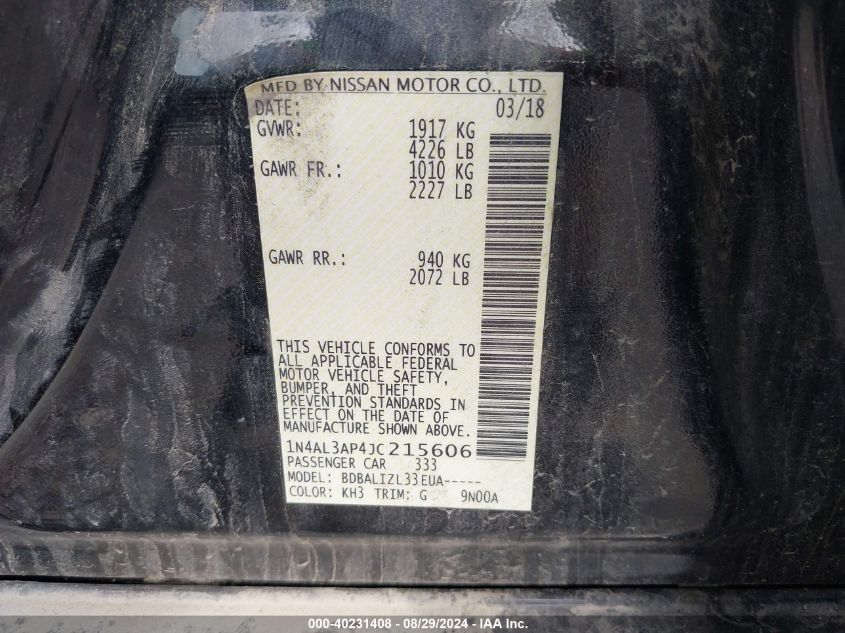 MFD BY NISSAN MOTOR CO., LTD.
DATE: 03/18
GVWR: 1917 KG
4226 LB
GAWR FR.: 1010 KG
2227 LB
GAWR RR.: 940 KG
2072 LB
THIS VEHICLE CONFORMS TO
ALL APPLICABLE FEDERAL
MOTOR VEHICLE SAFETY,
BUMPER, AND THEFT
PREVENTION STANDARDS IN
EFFECT ON THE DATE OF
MANUFACTURE SHOWN ABOVE.
1N4AL3AP4JC215606
PASSENGER CAR 333
MODEL: BDBALIZL33EUA-----
COLOR: KH3 TRIM: G 9N00A
000-40231408 - 08/29/2024 - IAA Inc.